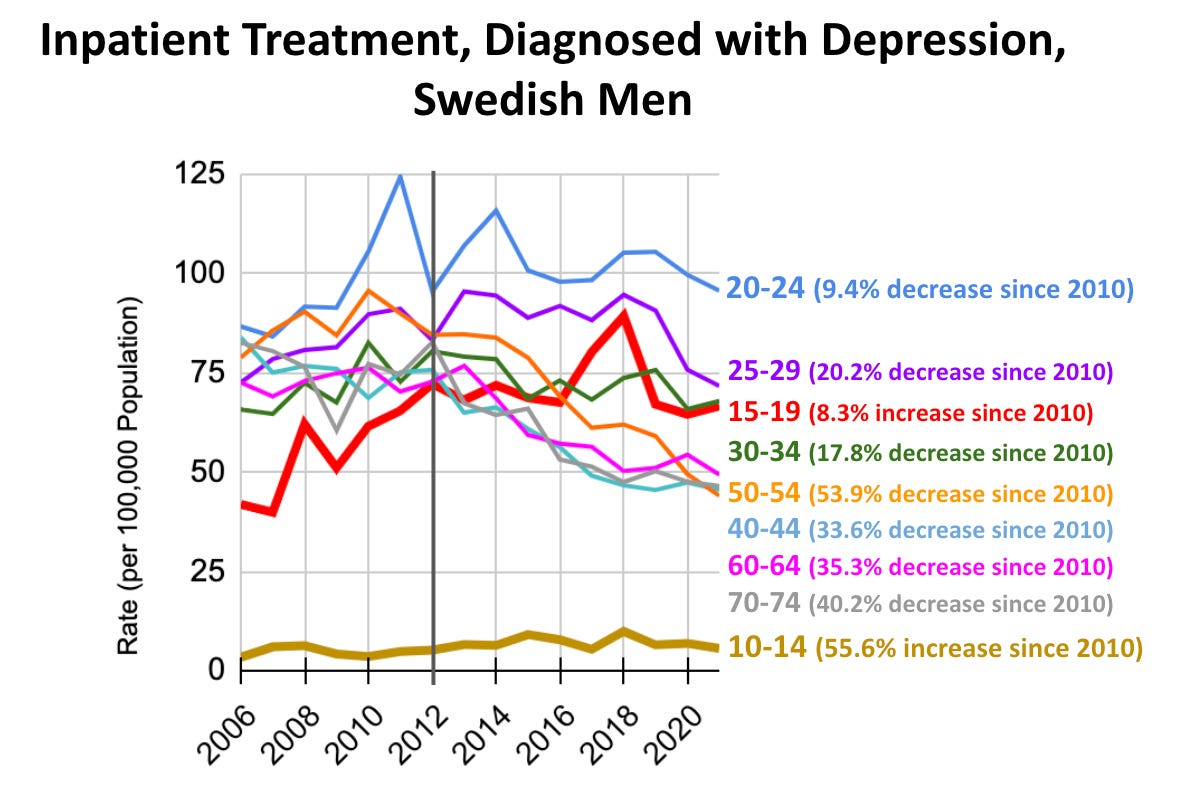 Inpatient Treatment, Diagnosed with Depression,
Swedish Men
Rate (per 100,000 Population)
125
100
75
50
25
0
2006
2008
2010
2012
2014
2016
2018
2020
20-24 (9.4% decrease since 2010)
25-29 (20.2% decrease since 2010)
15-19 (8.3% increase since 2010)
30-34 (17.8% decrease since 2010)
50-54 (53.9% decrease since 2010)
40-44 (33.6% decrease since 2010)
60-64 (35.3% decrease since 2010)
70-74 (40.2% decrease since 2010)
10-14 (55.6% increase since 2010)